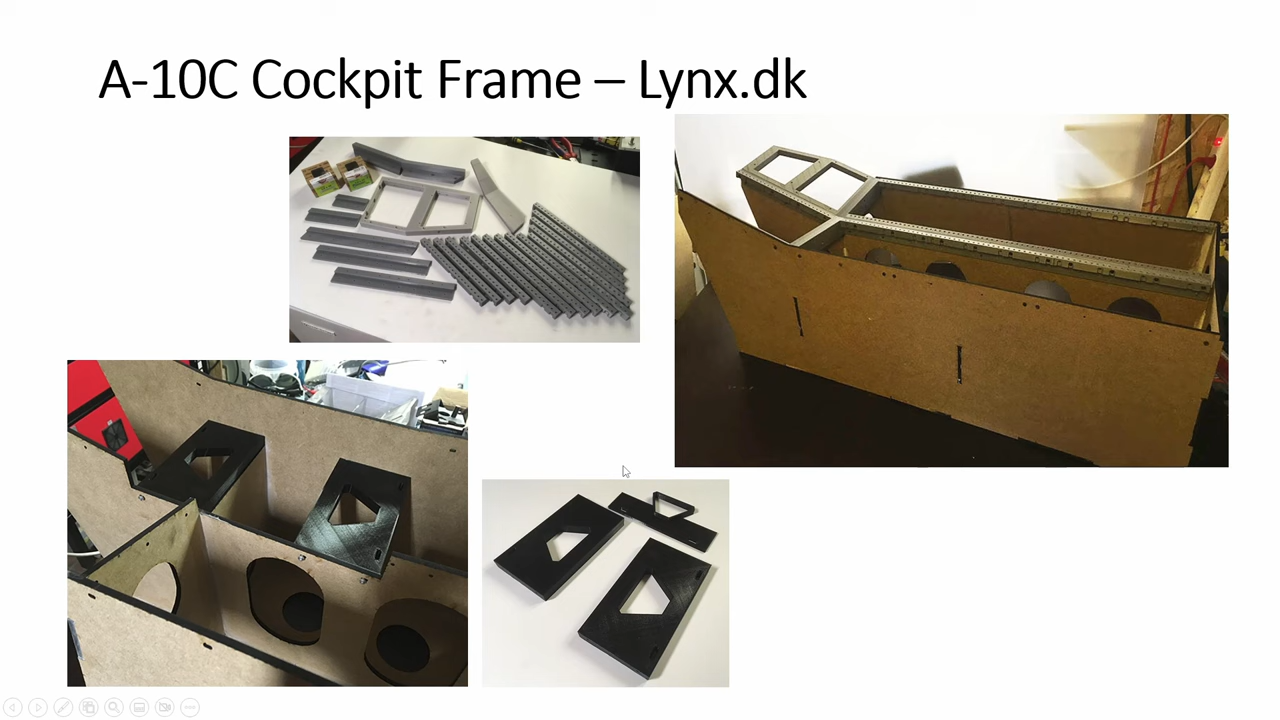 A-10C Cockpit Frame – Lynx.dk